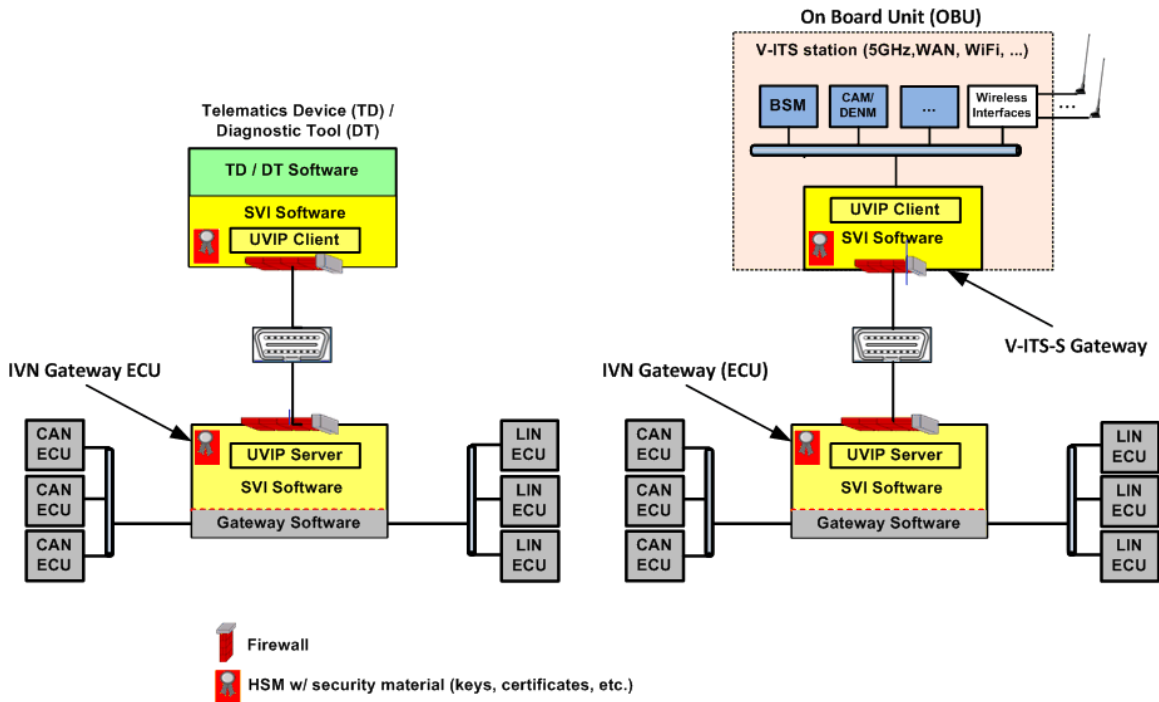 On Board Unit (OBU)
V-ITS station (5GHz,WAN, WiFi, ...)
BSM
CAM/
DENM
...
Wireless
Interfaces
...
Telematics Device (TD) /
Diagnostic Tool (DT)
TD / DT Software
SVI Software
UVIP Client
UVIP Client
SVI Software
V-ITS-S Gateway
IVN Gateway ECU
CAN
ECU
CAN
ECU
CAN
ECU
UVIP Server
SVI Software
Gateway Software
LIN
ECU
LIN
ECU
LIN
ECU
IVN Gateway (ECU)
CAN
ECU
CAN
ECU
CAN
ECU
UVIP Server
SVI Software
Gateway Software
LIN
ECU
LIN
ECU
LIN
ECU
Firewall
HSM w/ security material (keys, certificates, etc.)